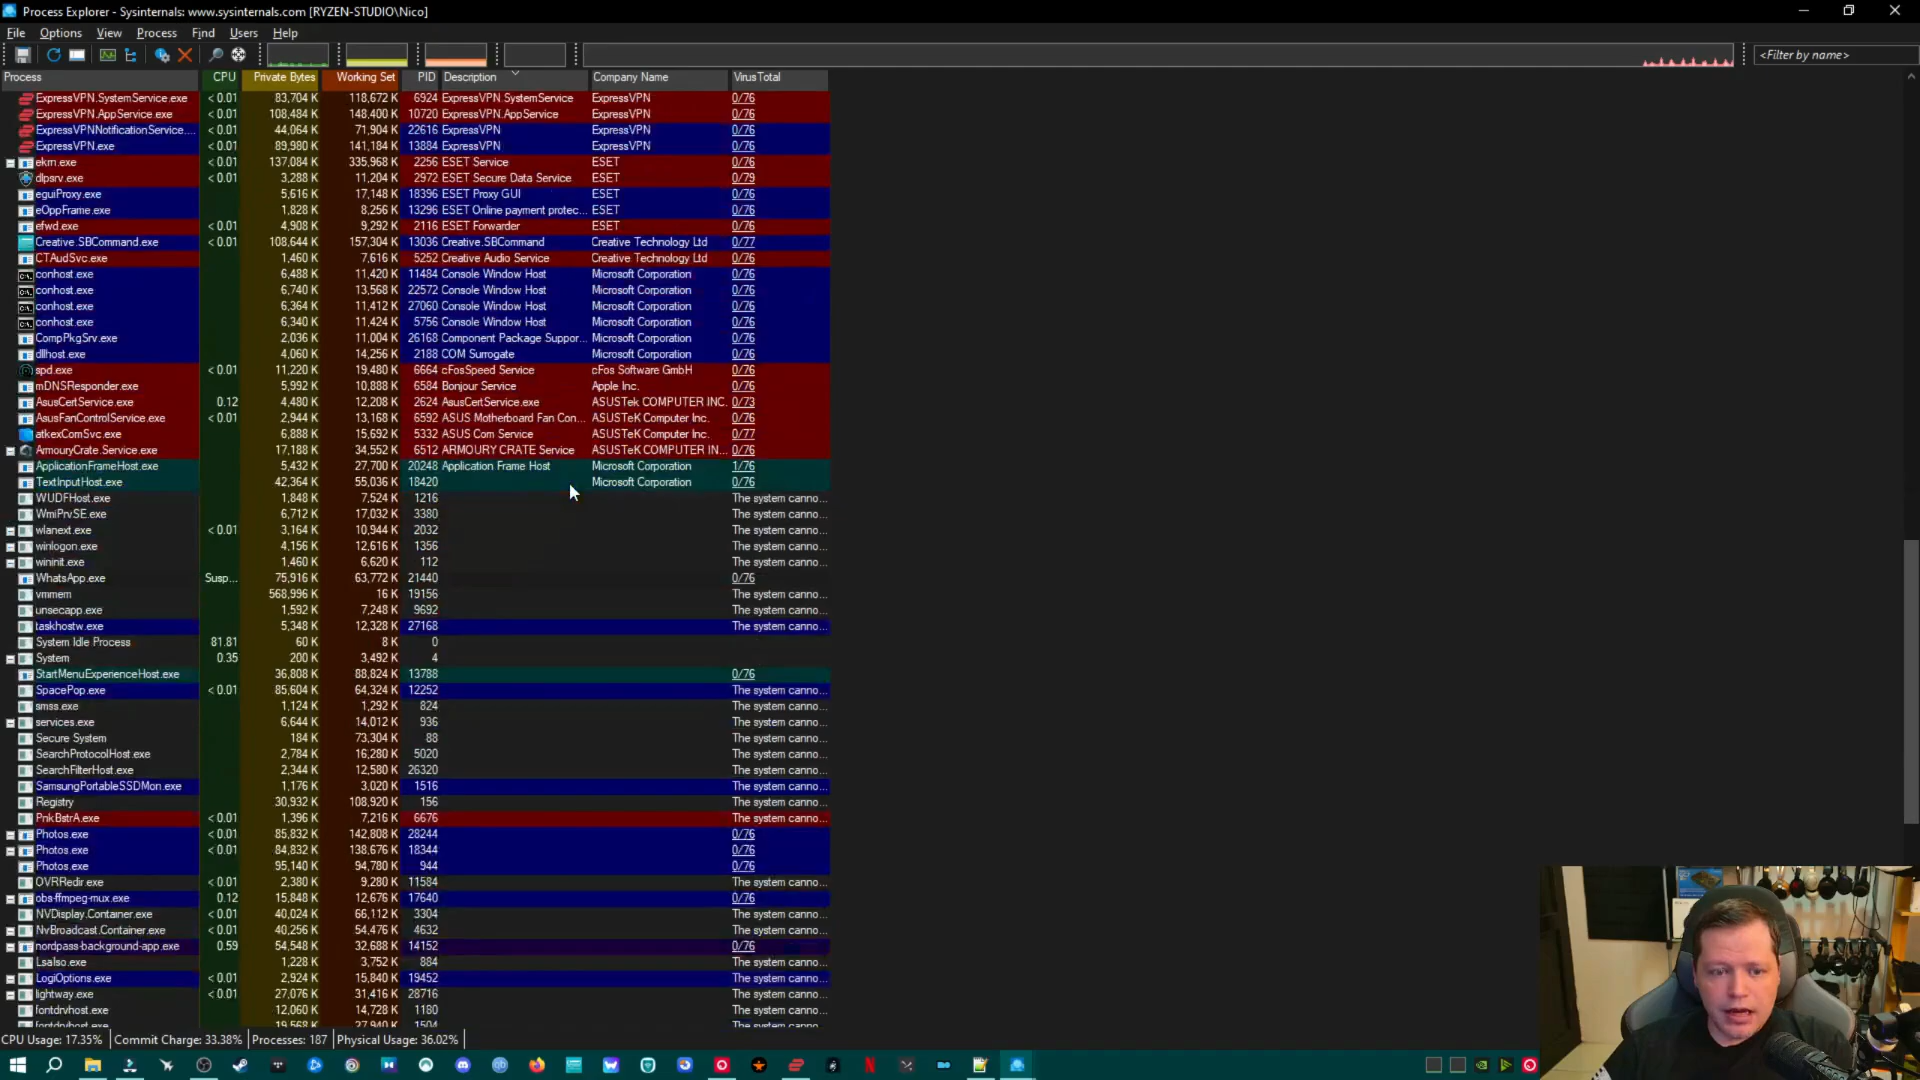 Process Explorer - Sysinternals: www.sysinternals.com [RYZEN-STUDIO\Nico]
File Options View Process Find Users Help
<Filter by name>
Process CPU Private Bytes Working Set PID Description Company Name VirusTotal
ExpressVPN.SystemService.exe < 0.01 83,704 K 118,672 K 6924 ExpressVPN.SystemService ExpressVPN 0/76
ExpressVPN.AppService.exe < 0.01 108,484 K 148,400 K 10720 ExpressVPN.AppService ExpressVPN 0/76
ExpressVPNNotificationService.... < 0.01 44,064 K 71,904 K 22616 ExpressVPN ExpressVPN 0/76
ExpressVPN.exe < 0.01 89,980 K 141,184 K 13884 ExpressVPN ExpressVPN 0/76
ekrn.exe < 0.01 137,084 K 335,968 K 2256 ESET Service ESET 0/76
dlpsrv.exe < 0.01 3,288 K 11,204 K 2972 ESET Secure Data Service ESET 0/79
eguiProxy.exe 5,616 K 17,148 K 18396 ESET Proxy GUI ESET 0/76
eOppFrame.exe 1,828 K 8,256 K 13296 ESET Online payment protec... ESET 0/76
efwd.exe < 0.01 4,908 K 9,292 K 2116 ESET Forwarder ESET 0/76
Creative.SBCommand.exe < 0.01 108,644 K 157,304 K 13036 Creative.SBCommand Creative Technology Ltd 0/77
CTAudSvc.exe 1,460 K 7,616 K 5252 Creative Audio Service Creative Technology Ltd 0/76
conhost.exe 6,488 K 11,420 K 11484 Console Window Host Microsoft Corporation 0/76
conhost.exe 6,740 K 13,568 K 22572 Console Window Host Microsoft Corporation 0/76
conhost.exe 6,364 K 11,412 K 27060 Console Window Host Microsoft Corporation 0/76
conhost.exe 6,340 K 11,424 K 5756 Console Window Host Microsoft Corporation 0/76
CompPkgSrv.exe 2,036 K 11,004 K 26168 Component Package Suppor... Microsoft Corporation 0/76
dllhost.exe 4,060 K 14,256 K 2188 COM Surrogate Microsoft Corporation 0/76
spd.exe < 0.01 11,220 K 19,480 K 6664 cFosSpeed Service cFos Software GmbH 0/76
mDNSResponder.exe 5,992 K 10,888 K 6584 Bonjour Service Apple Inc. 0/76
AsusCertService.exe 0.12 4,480 K 12,208 K 2624 AsusCertService.exe ASUSTek COMPUTER INC. 0/73
AsusFanControlService.exe < 0.01 2,944 K 13,168 K 6592 ASUS Motherboard Fan Con... ASUSTeK Computer Inc. 0/76
atkexComSvc.exe 6,888 K 15,692 K 5332 ASUS Com Service ASUSTeK Computer Inc. 0/77
ArmouryCrate.Service.exe 17,188 K 34,552 K 6512 ARMOURY CRATE Service ASUSTeK COMPUTER IN... 0/76
ApplicationFrameHost.exe 5,432 K 27,700 K 20248 Application Frame Host Microsoft Corporation 1/76
TextInputHost.exe 42,364 K 55,036 K 18420 Microsoft Corporation 0/76
WUDFHost.exe 1,848 K 7,524 K 1216 The system canno...
WmiPrvSE.exe 6,712 K 17,032 K 3380 The system canno...
wlanext.exe < 0.01 3,164 K 10,944 K 2032 The system canno...
winlogon.exe 4,156 K 12,616 K 1356 The system canno...
wininit.exe 1,460 K 6,620 K 112 The system canno...
WhatsApp.exe Susp... 75,916 K 63,772 K 21440 0/76
vmmem 568,996 K 16 K 19156 The system canno...
unsecapp.exe 1,592 K 7,248 K 9692 The system canno...
taskhostw.exe 5,348 K 12,328 K 27168 The system canno...
System Idle Process 81.81 60 K 8 K 0
System 0.35 200 K 3,492 K 4
StartMenuExperienceHost.exe 36,808 K 88,824 K 13788 0/76
SpacePop.exe < 0.01 85,604 K 64,324 K 12252 The system canno...
smss.exe 1,124 K 1,292 K 824 The system canno...
services.exe 6,644 K 14,012 K 936 The system canno...
Secure System 184 K 73,304 K 88 The system canno...
SearchProtocolHost.exe 2,784 K 16,280 K 5020 The system canno...
SearchFilterHost.exe 2,344 K 12,580 K 26320 The system canno...
SamsungPortableSSDMon.exe 1,176 K 3,020 K 1516 The system canno...
Registry 30,932 K 108,920 K 156 The system canno...
PnkBstrA.exe < 0.01 1,396 K 7,216 K 6676 The system canno...
Photos.exe < 0.01 85,832 K 142,808 K 28244 0/76
Photos.exe < 0.01 84,832 K 138,676 K 18344 0/76
Photos.exe 95,140 K 94,780 K 944 0/76
OVRRedir.exe < 0.01 2,380 K 9,280 K 11584 The system canno...
obs-ffmpeg-mux.exe 0.12 15,848 K 12,676 K 17640 0/76
NVDisplay.Container.exe < 0.01 40,024 K 66,112 K 3304 The system canno...
NvBroadcast.Container.exe < 0.01 40,256 K 54,476 K 4632 The system canno...
nordpass-background-app.exe 0.59 54,548 K 32,688 K 14152 0/76
LsaIso.exe 1,228 K 3,752 K 884 The system canno...
LogiOptions.exe < 0.01 2,924 K 15,840 K 19452 The system canno...
lightway.exe < 0.01 27,076 K 31,416 K 28716 The system canno...
fontdrvhost.exe 12,060 K 14,728 K 1180 The system canno...
fontdrvhost.exe 19,568 K 27,940 K 1504 The system canno...
CPU Usage: 17.35% Commit Charge: 33.38% Processes: 187 Physical Usage: 36.02%